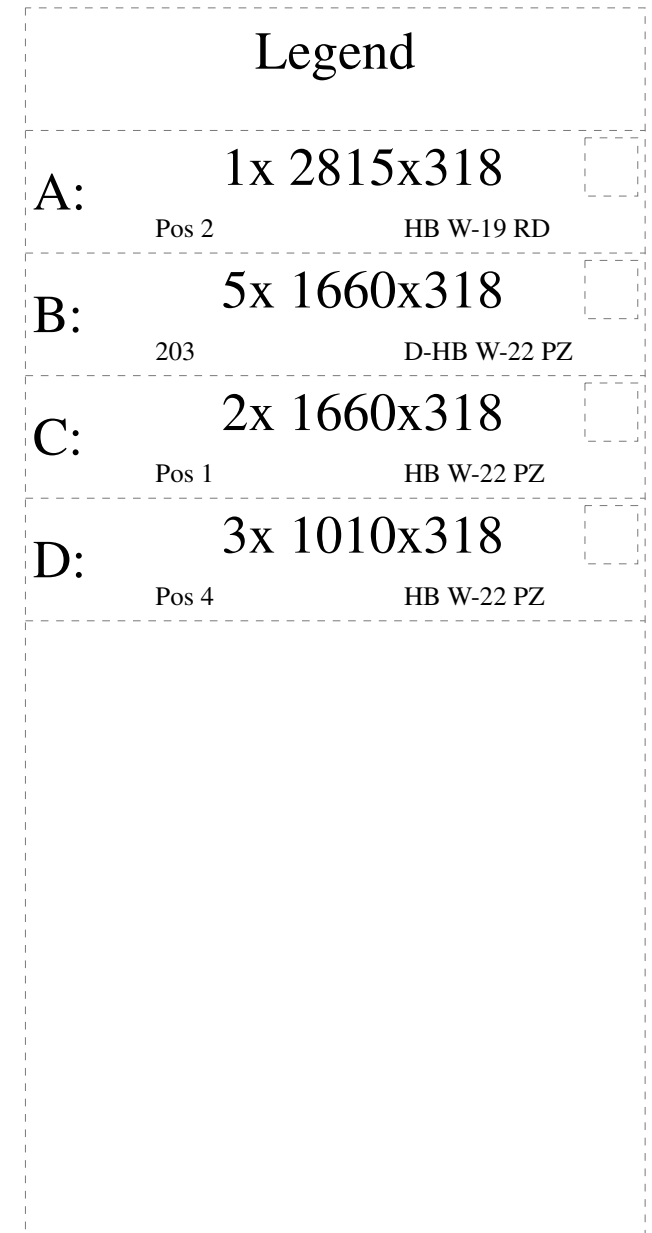 Legend
A:
1x 2815x318
Pos 2 HB W-19 RD
B:
5x 1660x318
203 D-HB W-22 PZ
C:
2x 1660x318
Pos 1 HB W-22 PZ
D:
3x 1010x318
Pos 4 HB W-22 PZ